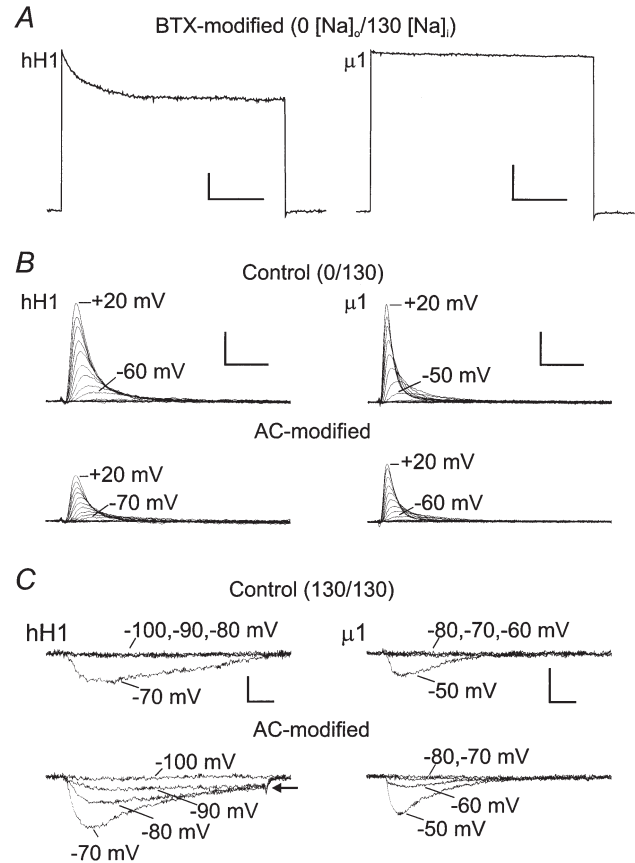 A
BTX-modified (0 [Na]o/130 [Na]i)
hH1
μ1
B
Control (0/130)
hH1
+20 mV
-60 mV
μ1
+20 mV
-50 mV
AC-modified
+20 mV
-70 mV
+20 mV
-60 mV
C
Control (130/130)
hH1
-100,-90,-80 mV
-70 mV
μ1
-80,-70,-60 mV
-50 mV
AC-modified
-100 mV
-90 mV
-80 mV
-70 mV
-80,-70 mV
-60 mV
-50 mV